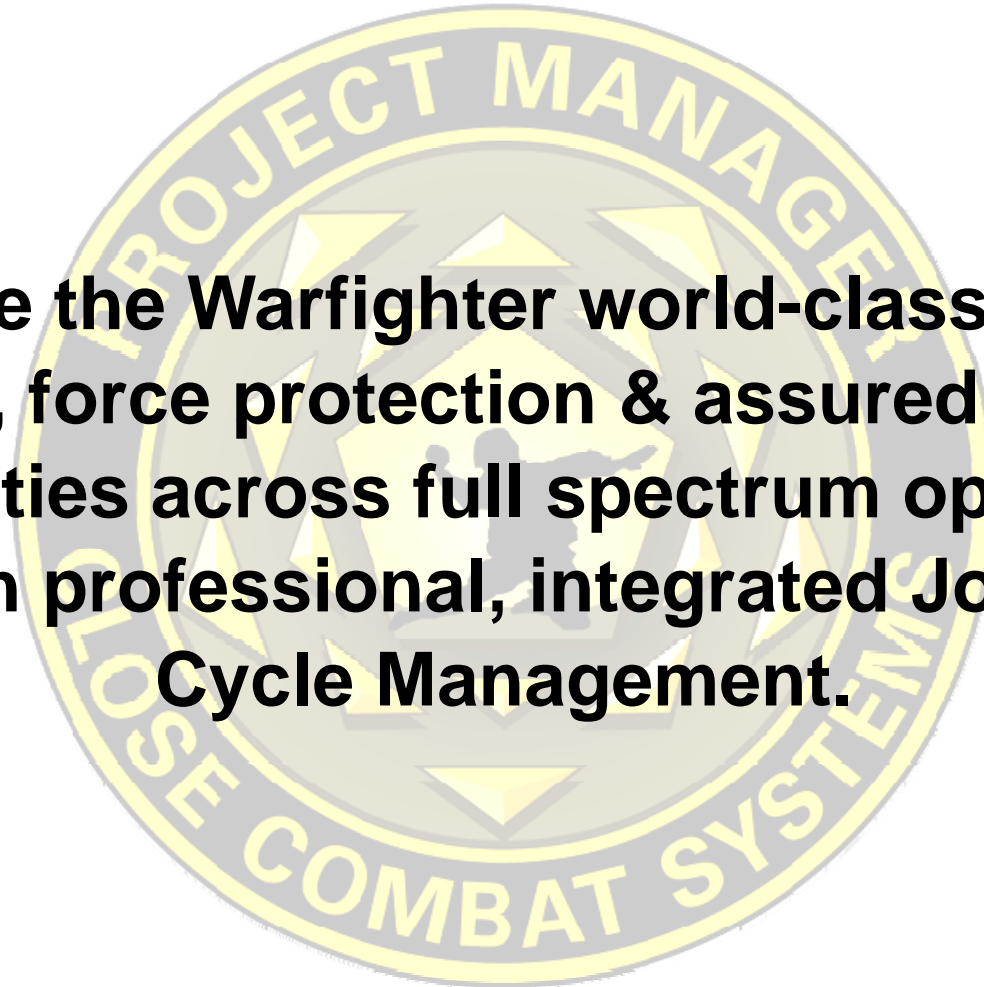 PROJECT MANAGER
e the Warfighter world-class
, force protection & assured
ties across full spectrum op
n professional, integrated Jo
Cycle Management.
CLOSE COMBAT SYSTEMS